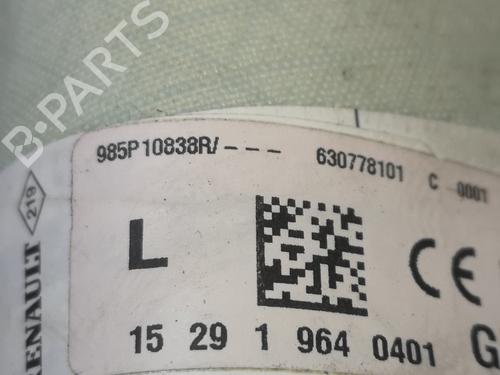 B-PARTS
985P10838R/--- 630778101 C 0001
L
CE
15 29 1 964 0401 G
RENAULT 219